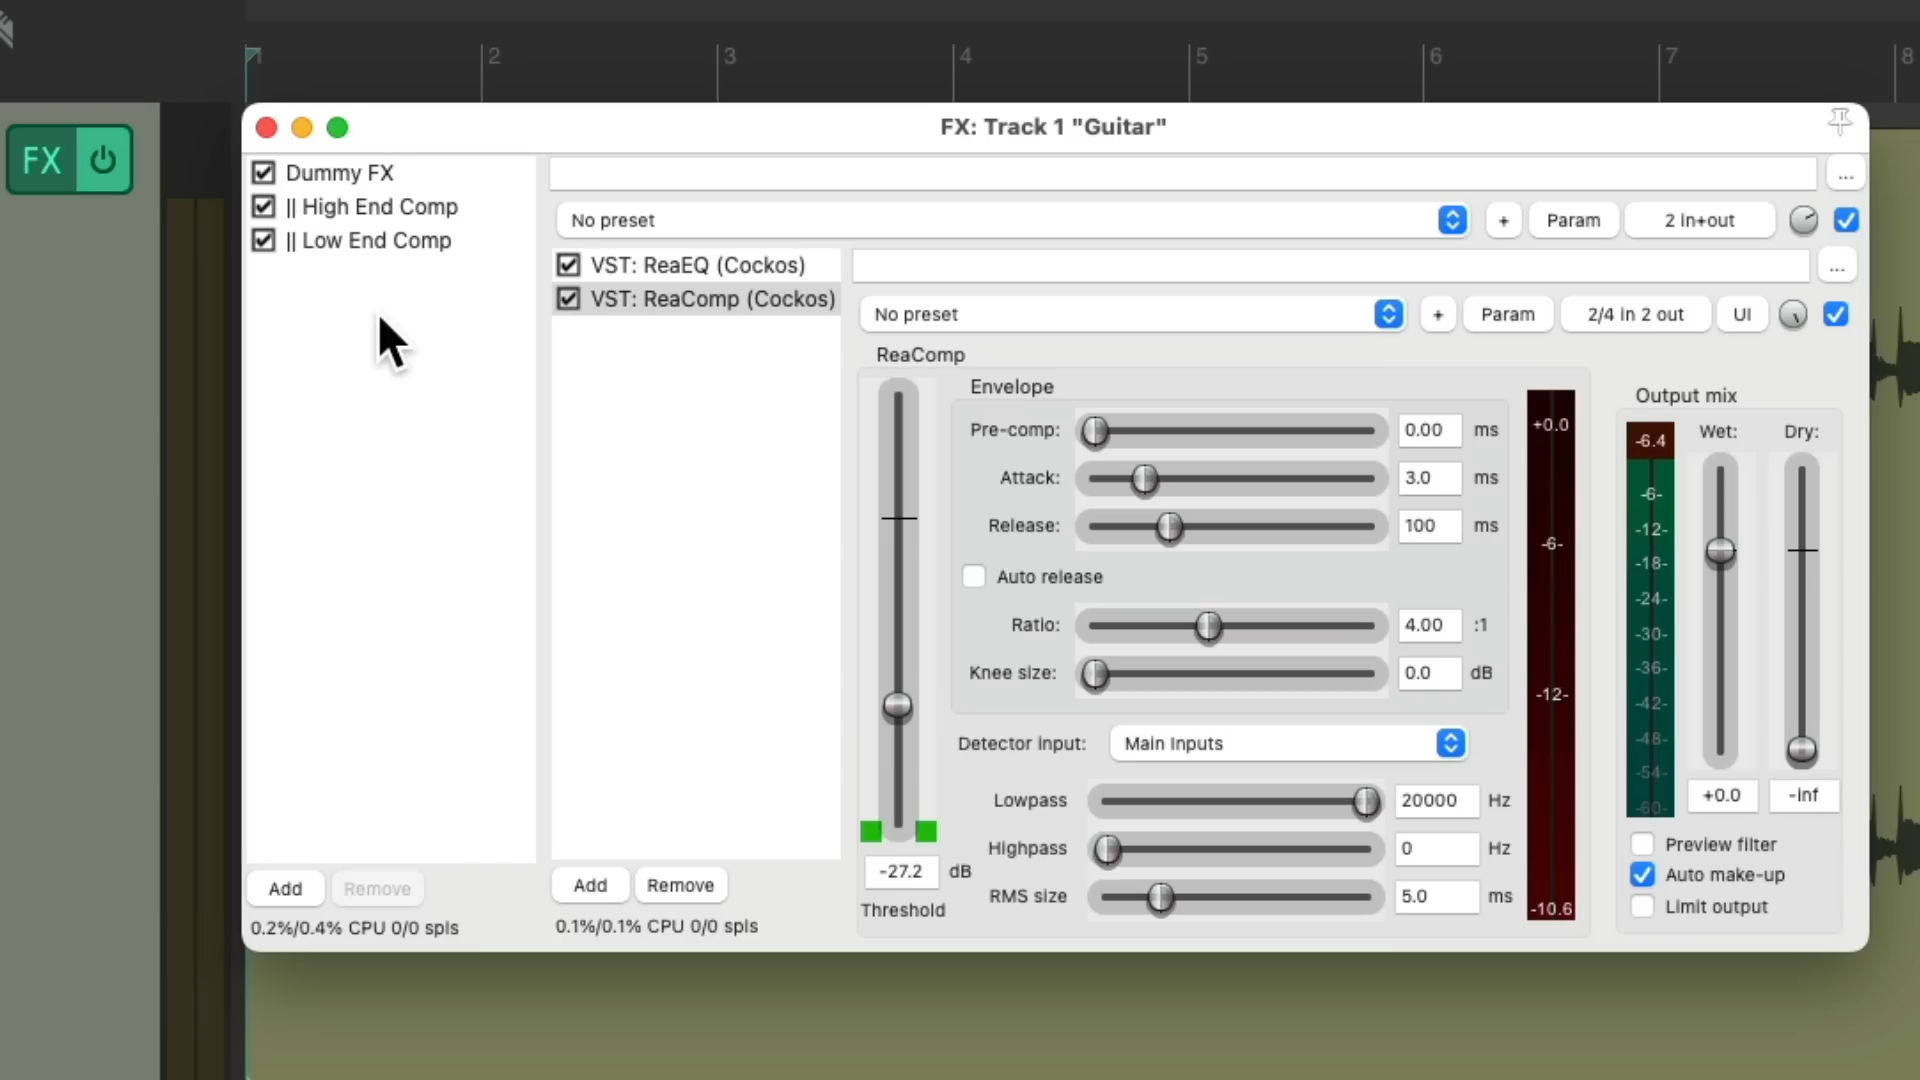 1 2 3 4 5 6 7 8
FX: Track 1 "Guitar"
FX
Dummy FX
|| High End Comp
|| Low End Comp
...
No preset + Param 2 in+out
VST: ReaEQ (Cockos)
VST: ReaComp (Cockos)
...
No preset + Param 2/4 in 2 out UI
ReaComp
Envelope
Pre-comp: 0.00 ms
Attack: 3.0 ms
Release: 100 ms
Auto release
Ratio: 4.00 :1
Knee size: 0.0 dB
Detector input: Main Inputs
Lowpass 20000 Hz
Highpass 0 Hz
RMS size 5.0 ms
-27.2 dB
Threshold
+0.0
-6-
-12-
-10.6
Output mix
Wet: Dry:
-6.4
-6-
-12-
-18-
-24-
-30-
-36-
-42-
-48-
-54-
-60-
+0.0 -inf
Preview filter
Auto make-up
Limit output
Add Remove
0.2%/0.4% CPU 0/0 spls
Add Remove
0.1%/0.1% CPU 0/0 spls